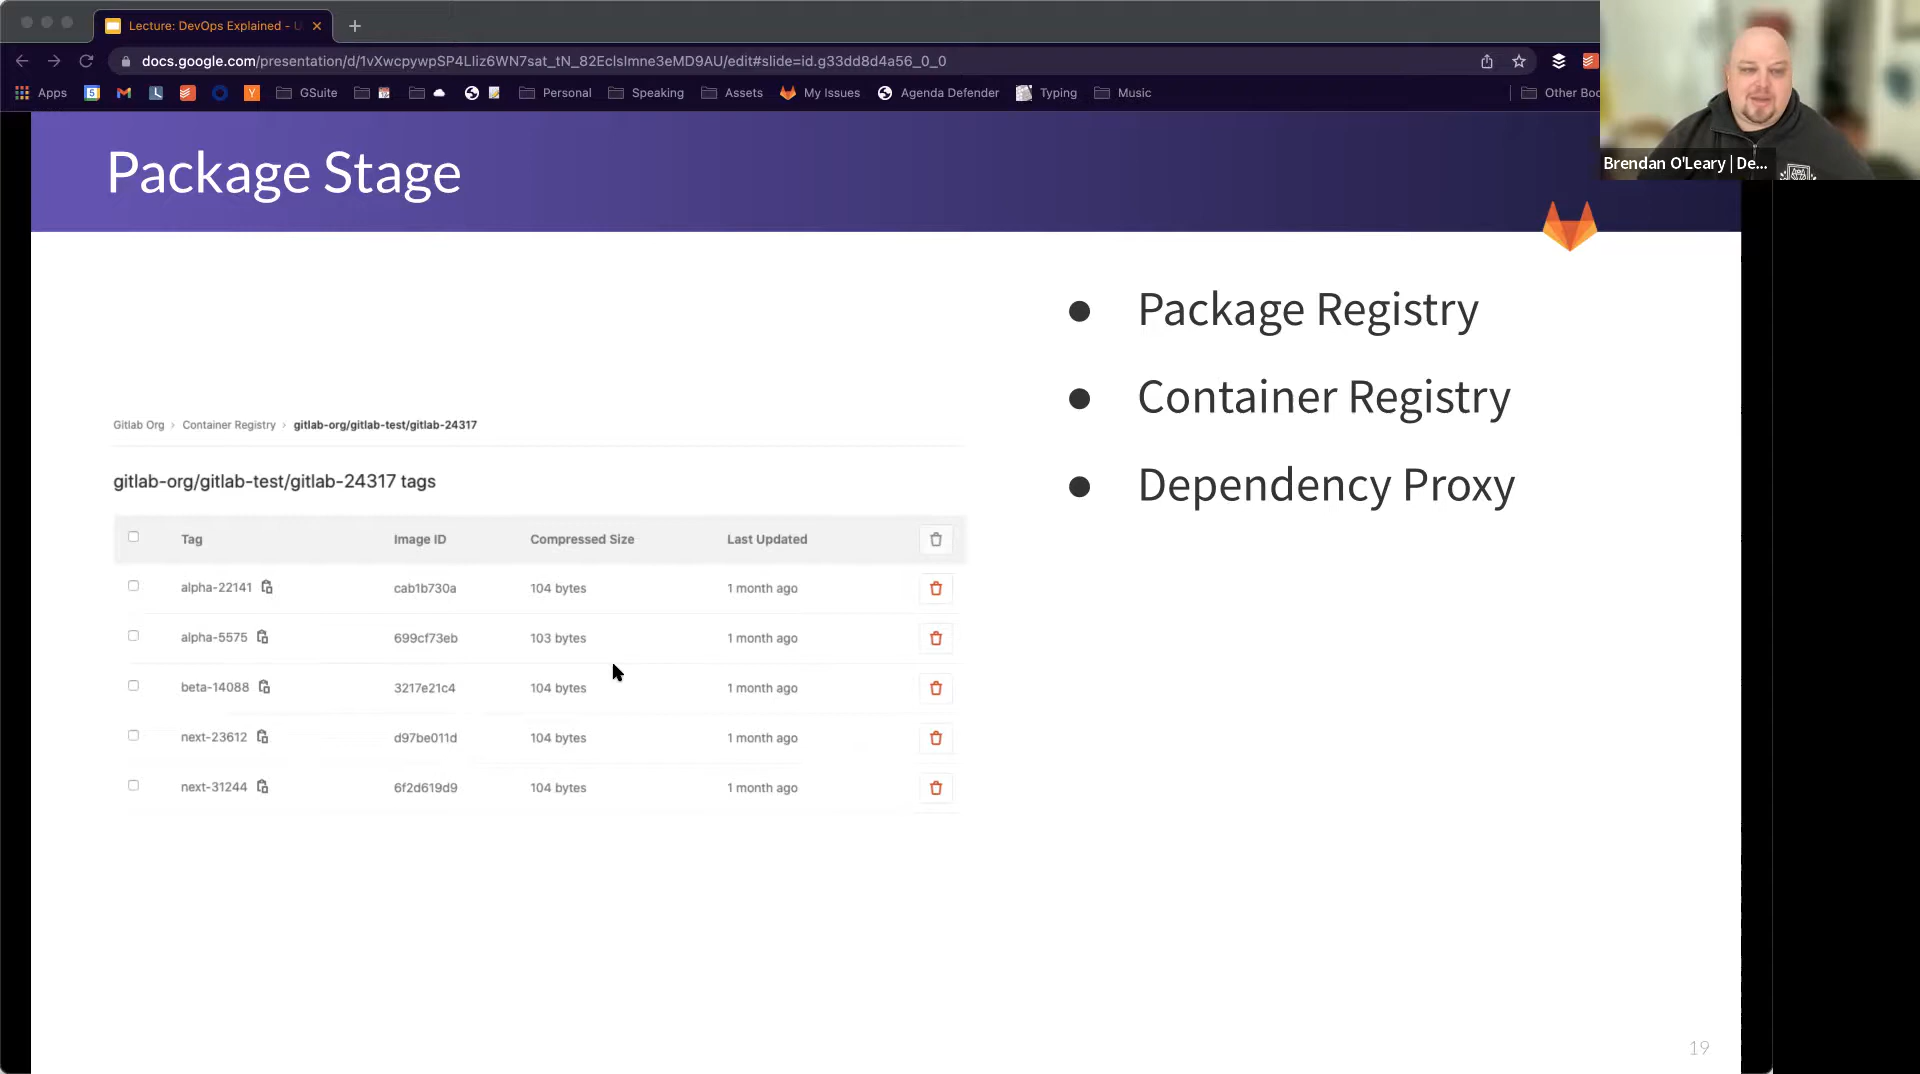 Lecture: DevOps Explained -
docs.google.com/presentation/d/1vXwcpywpSP4LIiz6WN7sat_tN_82EclsImne3eMD9AU/edit#slide=id.g33dd8d4a56_0_0
Apps GSuite Personal Speaking Assets My Issues Agenda Defender Typing Music Other Boo
Brendan O'Leary | De...
Package Stage
Package Registry
Container Registry
Dependency Proxy
Gitlab Org › Container Registry › gitlab-org/gitlab-test/gitlab-24317
gitlab-org/gitlab-test/gitlab-24317 tags
Tag Image ID Compressed Size Last Updated
alpha-22141 cab1b730a 104 bytes 1 month ago
alpha-5575 699cf73eb 103 bytes 1 month ago
beta-14088 3217e21c4 104 bytes 1 month ago
next-23612 d97be011d 104 bytes 1 month ago
next-31244 6f2d619d9 104 bytes 1 month ago
19